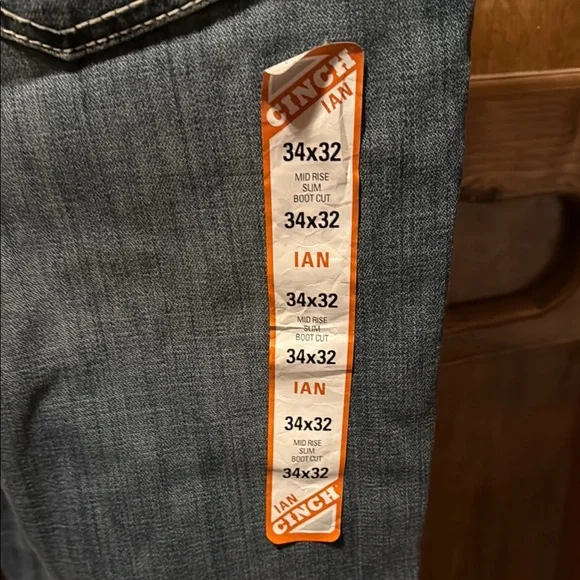 CINCH
IAN
34x32
MID RISE
SLIM
BOOT CUT
34x32
IAN
34x32
MID RISE
SLIM
BOOT CUT
34x32
IAN
34x32
MID RISE
SLIM
BOOT CUT
34x32
IAN
CINCH